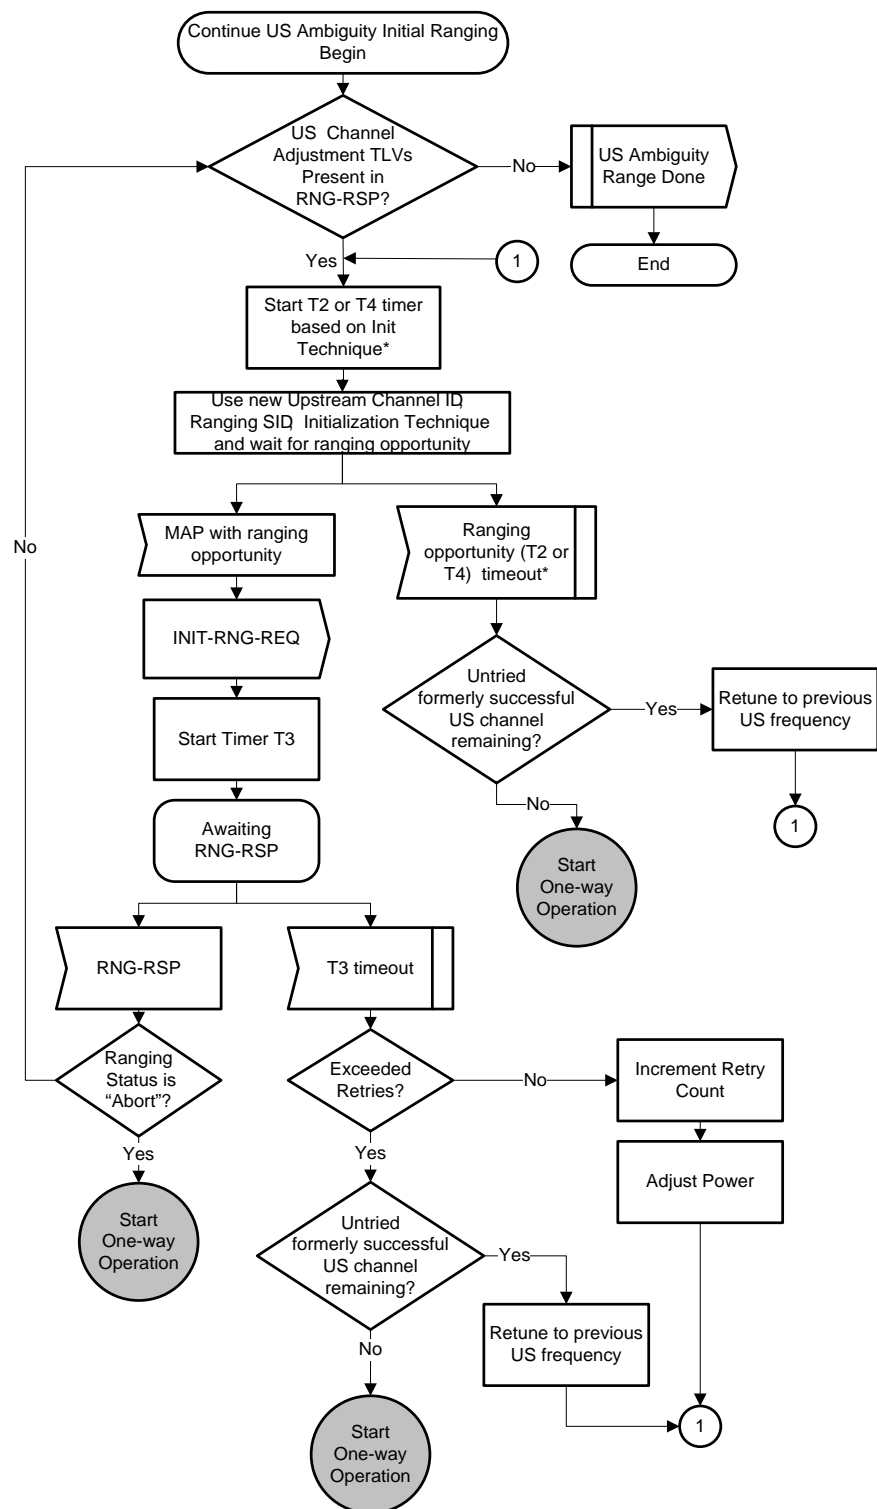 Continue US Ambiguity Initial Ranging
Begin
US Channel
Adjustment TLVs
Present in
RNG-RSP?
No
US Ambiguity
Range Done
End
Yes
1
Start T2 or T4 timer
based on Init
Technique*
Use new Upstream Channel ID,
Ranging SID, Initialization Technique
and wait for ranging opportunity
No
MAP with ranging
opportunity
Ranging
opportunity (T2 or
T4) timeout*
INIT-RNG-REQ
Untried
formerly successful
US channel
remaining?
Yes
Retune to previous
US frequency
Start Timer T3
No
1
Awaiting
RNG-RSP
Start
One-way
Operation
RNG-RSP
T3 timeout
Ranging
Status is
“Abort”?
Exceeded
Retries?
No
Increment Retry
Count
Yes
Yes
Adjust Power
Start
One-way
Operation
Untried
formerly successful
US channel
remaining?
Yes
Retune to previous
US frequency
No
1
Start
One-way
Operation